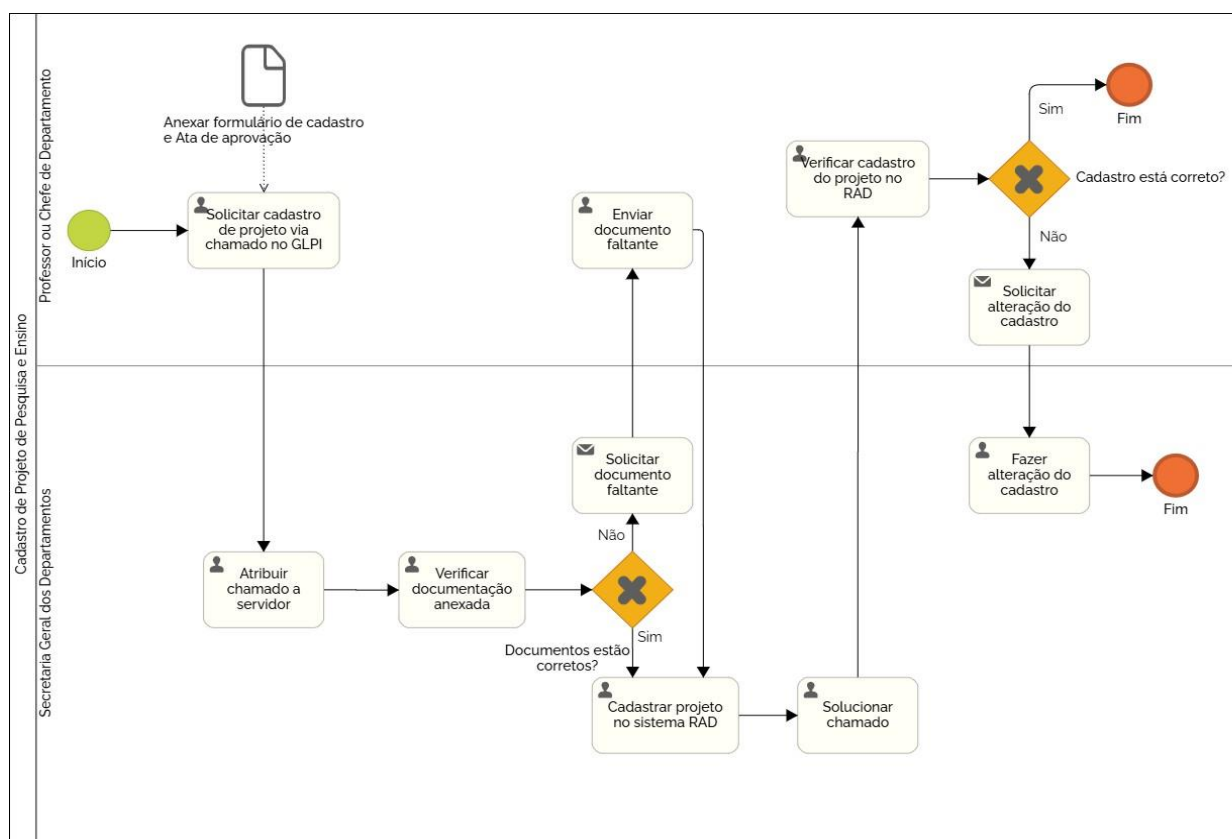 Cadastro de Projeto de Pesquisa e Ensino
Professor ou Chefe de Departamento
Anexar formulário de cadastro
e Ata de aprovação
Início
Solicitar cadastro
de projeto via
chamado no GLPI
Enviar
documento
faltante
Verificar cadastro
do projeto no
RAD
Sim
Fim
Cadastro está correto?
Não
Solicitar
alteração do
cadastro
Secretaria Geral dos Departamentos
Atribuir
chamado a
servidor
Verificar
documentação
anexada
Solicitar
documento
faltante
Não
Sim
Documentos estão
corretos?
Cadastrar projeto
no sistema RAD
Solucionar
chamado
Fazer
alteração do
cadastro
Fim